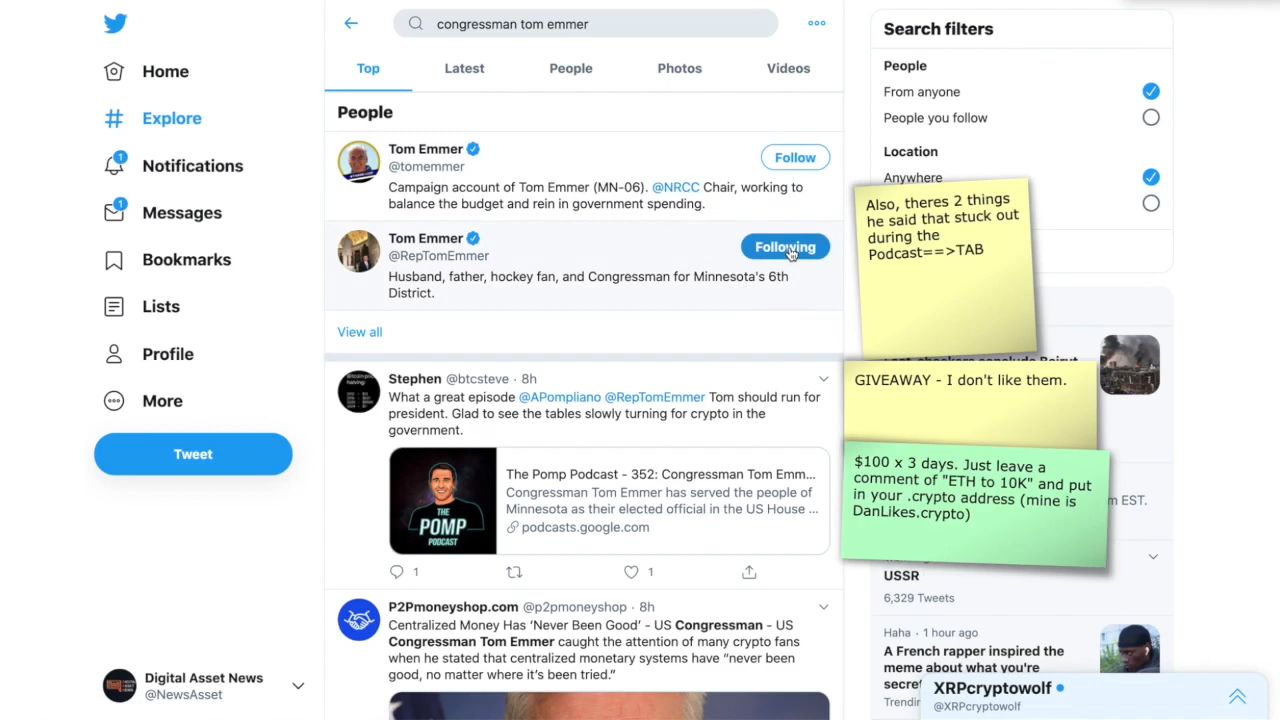 congressman tom emmer
Top
Latest
People
Photos
Videos
Home
Explore
1
Notifications
1
Messages
Bookmarks
Lists
Profile
More
Tweet
Digital Asset News
@NewsAsset
People
Tom Emmer
@tomemmer
Follow
Campaign account of Tom Emmer (MN-06). @NRCC Chair, working to
balance the budget and rein in government spending.
Tom Emmer
@RepTomEmmer
Following
Husband, father, hockey fan, and Congressman for Minnesota's 6th
District.
View all
Stephen @btcsteve · 8h
What a great episode @APompliano @RepTomEmmer Tom should run for
president. Glad to see the tables slowly turning for crypto in the
government.
THE
POMP
PODCAST
The Pomp Podcast - 352: Congressman Tom Emm...
Congressman Tom Emmer has served the people of
Minnesota as their elected official in the US House ...
podcasts.google.com
1
1
P2Pmoneyshop.com @p2pmoneyshop · 8h
Centralized Money Has ‘Never Been Good’ - US Congressman - US
Congressman Tom Emmer caught the attention of many crypto fans
when he stated that centralized monetary systems have “never been
good, no matter where it's been tried.”
Search filters
People
From anyone
People you follow
Location
Anywhere
Also, theres 2 things
he said that stuck out
during the
Podcast==>TAB
GIVEAWAY - I don't like them.
$100 x 3 days. Just leave a
comment of "ETH to 10K" and put
in your .crypto address (mine is
DanLikes.crypto)
EST.
USSR
6,329 Tweets
Haha · 1 hour ago
A French rapper inspired the
meme about what you're
XRPcryptowolf
@XRPcryptowolf